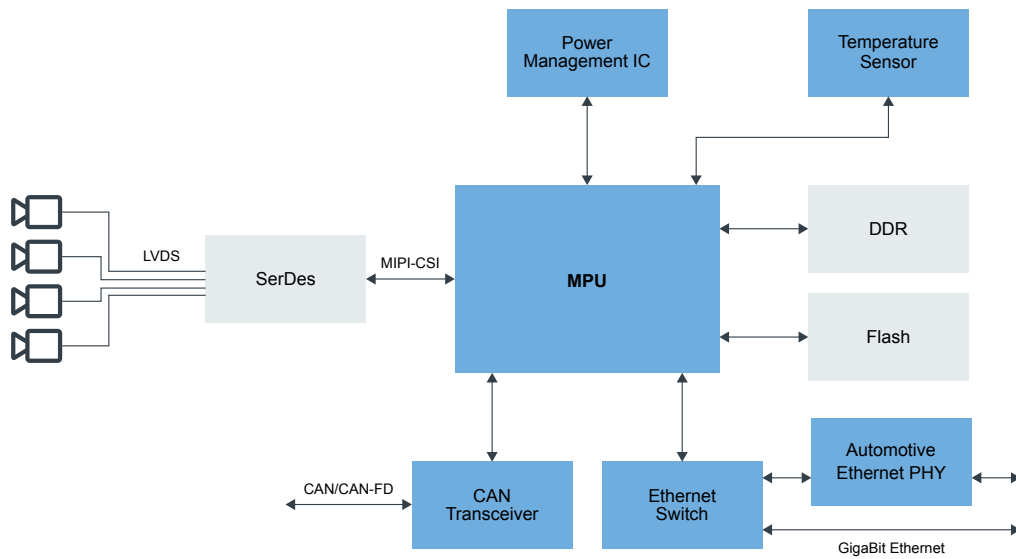 Power
Management IC
Temperature
Sensor
LVDS
SerDes
MIPI-CSI
MPU
DDR
Flash
CAN/CAN-FD
CAN
Transceiver
Ethernet
Switch
Automotive
Ethernet PHY
GigaBit Ethernet